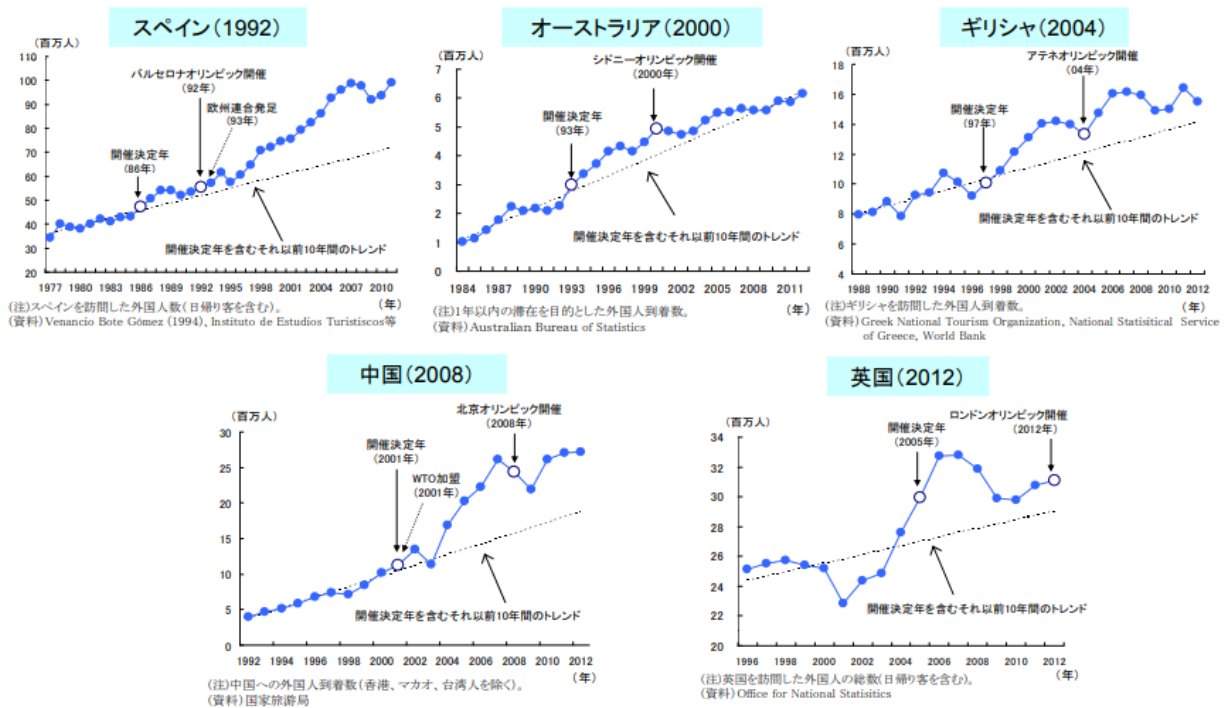 スペイン(1992)
(百万人)
110
100
90
80
70
60
50
40
30
20
バルセロナオリンピック開催
(92年)
欧州連合発足
(93年)
開催決定年
(86年)
開催決定年を含むそれ以前10年間のトレンド
1977 1980 1983 1986 1989 1992 1995 1998 2001 2004 2007 2010
(年)
(注)スペインを訪問した外国人数(日帰り客を含む)。
(資料)Venancio Bote Gómez (1994)、Instituto de Estudios Turistiscos等
オーストラリア(2000)
(百万人)
7
6
5
4
3
2
1
0
シドニーオリンピック開催
(2000年)
開催決定年
(93年)
開催決定年を含むそれ以前10年間のトレンド
1984 1987 1990 1993 1996 1999 2002 2005 2008 2011
(年)
(注)1年以内の滞在を目的とした外国人到着数。
(資料)Australian Bureau of Statistics
ギリシャ(2004)
(百万人)
18
16
14
12
10
8
6
4
アテネオリンピック開催
(04年)
開催決定年
(97年)
開催決定年を含むそれ以前10年間のトレンド
1988 1990 1992 1994 1996 1998 2000 2002 2004 2006 2008 2010 2012
(年)
(注)ギリシャを訪問した外国人到着数。
(資料)Greek National Tourism Organization, National Statisitical Service
of Greece, World Bank
中国(2008)
(百万人)
30
25
20
15
10
5
0
北京オリンピック開催
(2008年)
開催決定年
(2001年)
WTO加盟
(2001年)
開催決定年を含むそれ以前10年間のトレンド
1992 1994 1996 1998 2000 2002 2004 2006 2008 2010 2012
(年)
(注)中国への外国人到着数(香港、マカオ、台湾人を除く)。
(資料)国家旅游局
英国(2012)
(百万人)
34
32
30
28
26
24
22
20
ロンドンオリンピック開催
(2012年)
開催決定年
(2005年)
開催決定年を含むそれ以前10年間のトレンド
1996 1998 2000 2002 2004 2006 2008 2010 2012
(年)
(注)英国を訪問した外国人の総数(日帰り客を含む)。
(資料)Office for National Statisitics